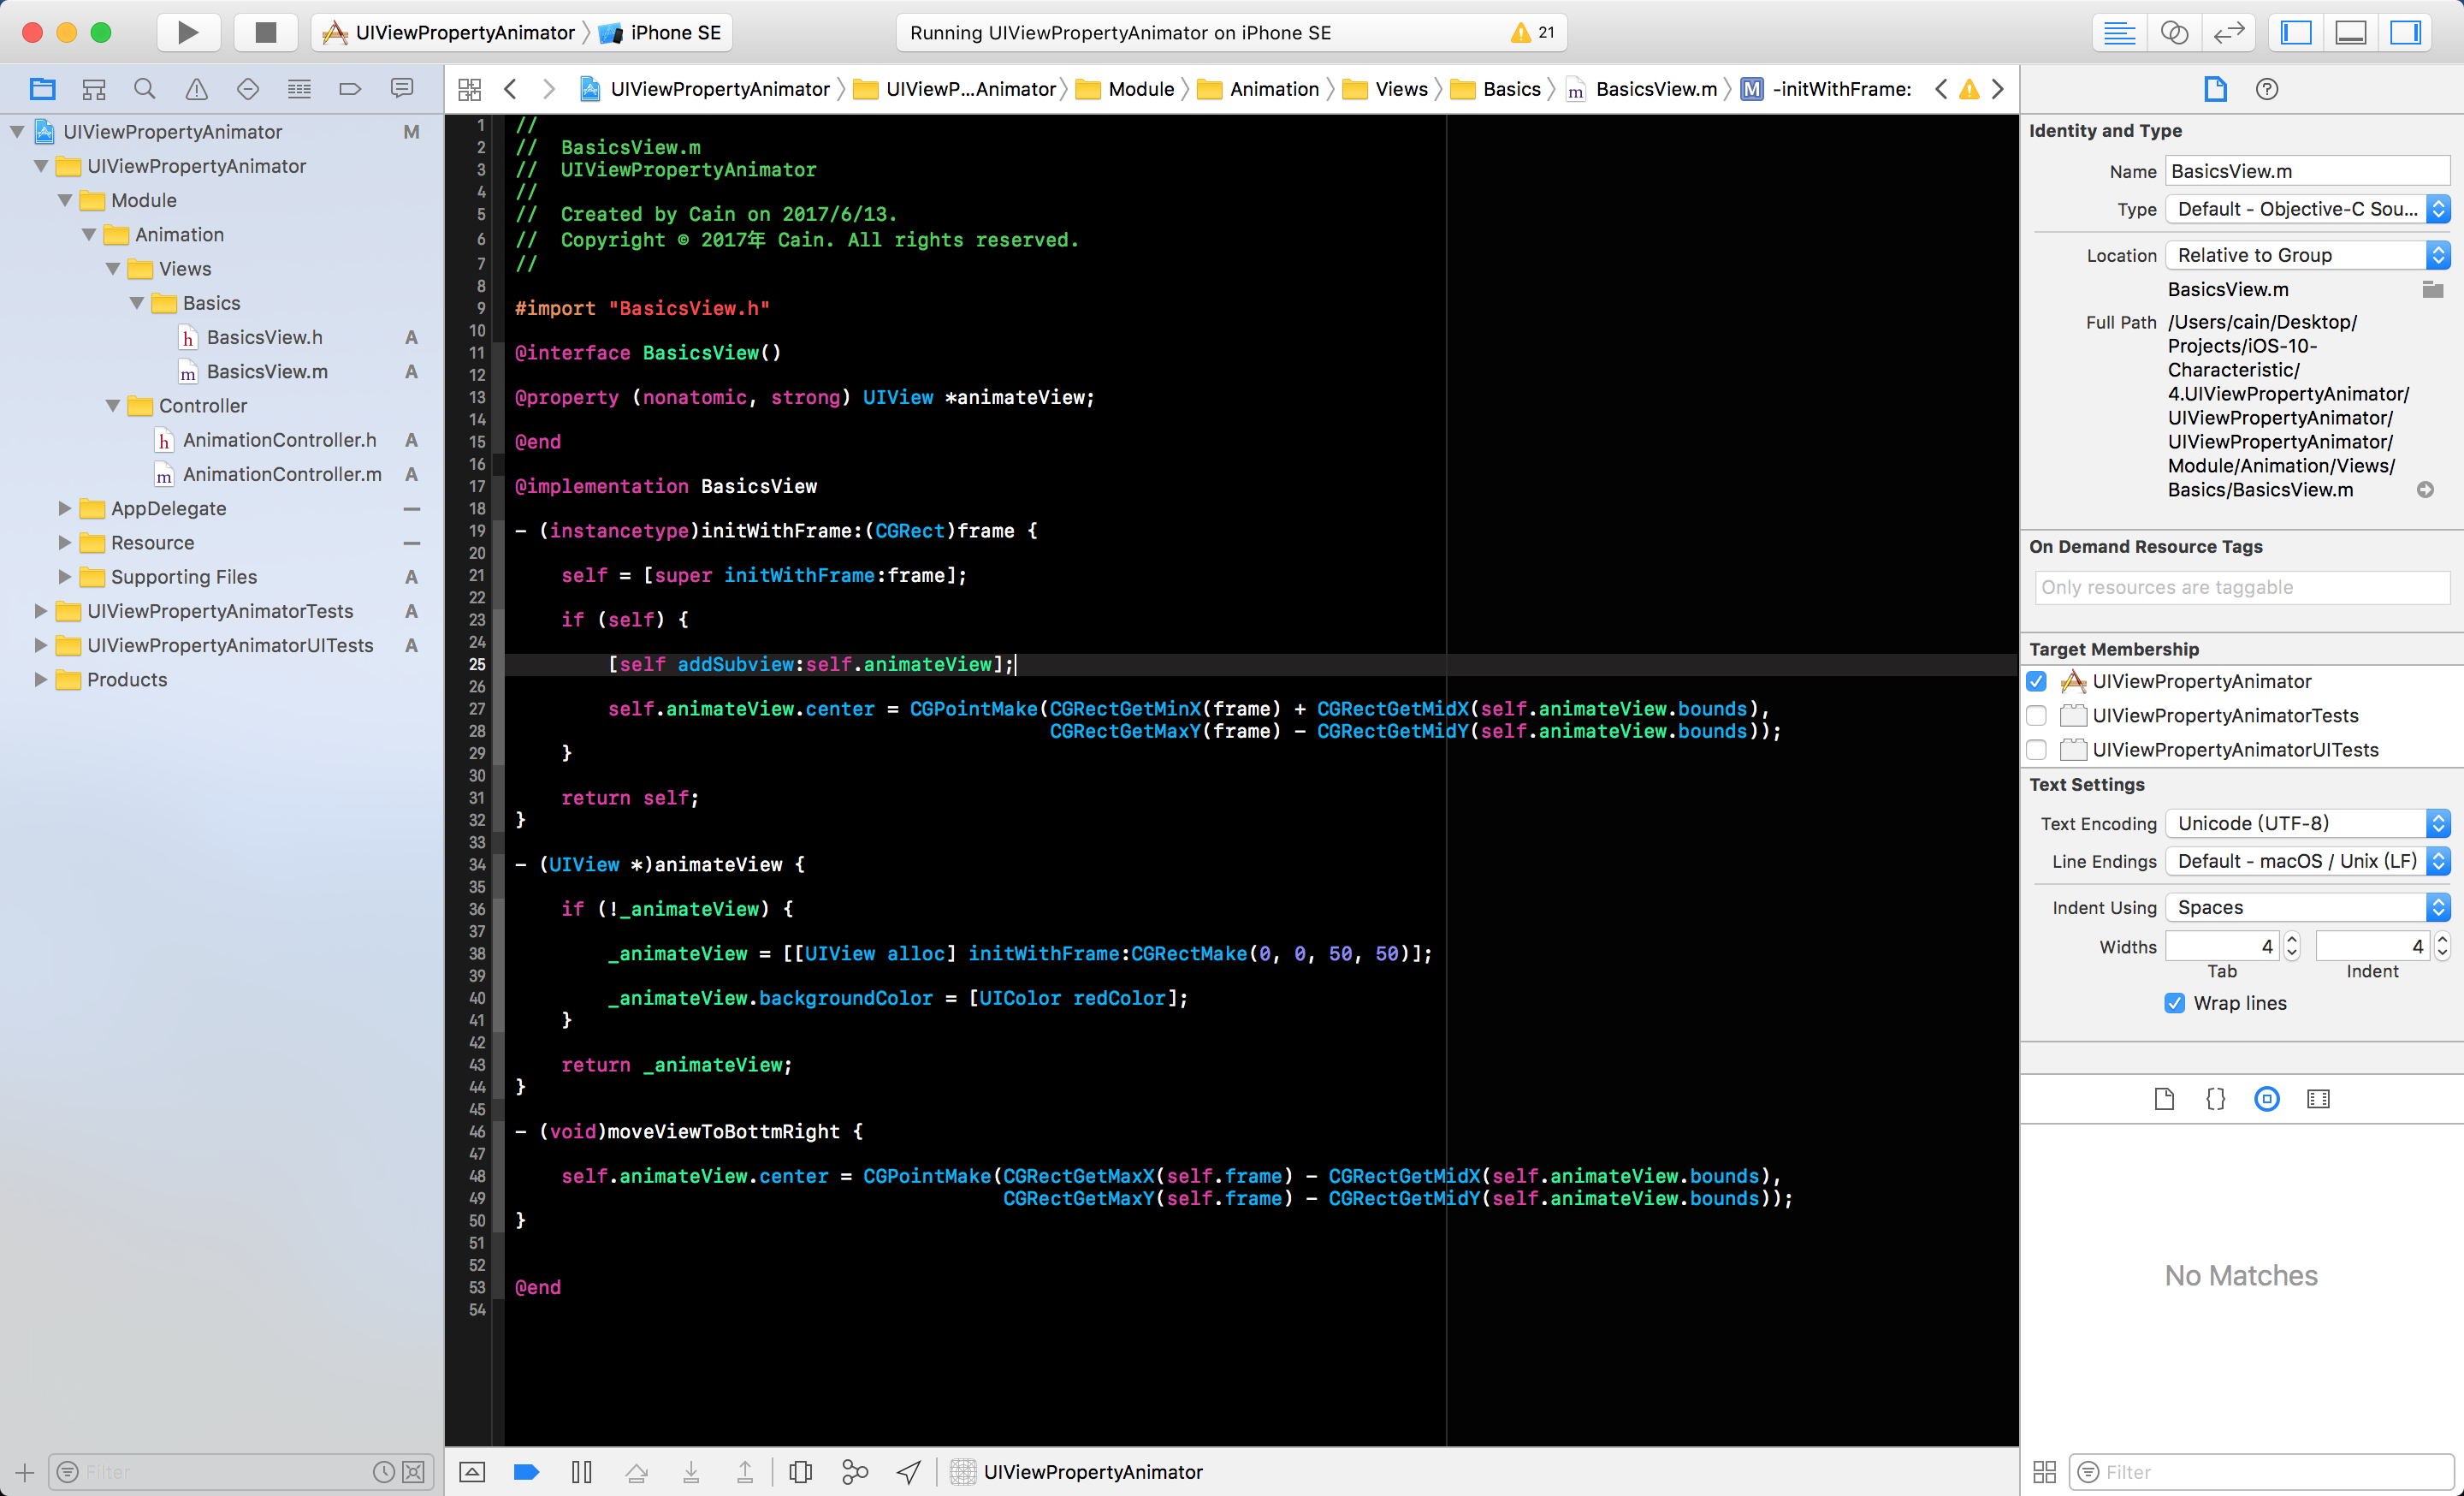 UIViewPropertyAnimator
iPhone SE
Running UIViewPropertyAnimator on iPhone SE
21
UIViewPropertyAnimator
UIViewP...Animator
Module
Animation
Views
Basics
m
BasicsView.m
M
-initWithFrame:
UIViewPropertyAnimator M
UIViewPropertyAnimator
Module
Animation
Views
Basics
h BasicsView.h A
m BasicsView.m A
Controller
h AnimationController.h A
m AnimationController.m A
AppDelegate
Resource
Supporting Files A
UIViewPropertyAnimatorTests A
UIViewPropertyAnimatorUITests A
Products
Filter
1 //
2 //  BasicsView.m
3 //  UIViewPropertyAnimator
4 //
5 //  Created by Cain on 2017/6/13.
6 //  Copyright © 2017年 Cain. All rights reserved.
7 //
8
9 #import "BasicsView.h"
10
11 @interface BasicsView()
12
13 @property (nonatomic, strong) UIView *animateView;
14
15 @end
16
17 @implementation BasicsView
18
19 - (instancetype)initWithFrame:(CGRect)frame {
20
21     self = [super initWithFrame:frame];
22
23     if (self) {
24
25         [self addSubview:self.animateView];
26
27         self.animateView.center = CGPointMake(CGRectGetMinX(frame) + CGRectGetMidX(self.animateView.bounds),
28                                               CGRectGetMaxY(frame) - CGRectGetMidY(self.animateView.bounds));
29     }
30
31     return self;
32 }
33
34 - (UIView *)animateView {
35
36     if (!_animateView) {
37
38         _animateView = [[UIView alloc] initWithFrame:CGRectMake(0, 0, 50, 50)];
39
40         _animateView.backgroundColor = [UIColor redColor];
41     }
42
43     return _animateView;
44 }
45
46 - (void)moveViewToBottmRight {
47
48     self.animateView.center = CGPointMake(CGRectGetMaxX(self.frame) - CGRectGetMidX(self.animateView.bounds),
49                                           CGRectGetMaxY(self.frame) - CGRectGetMidY(self.animateView.bounds));
50 }
51
52
53 @end
54
UIViewPropertyAnimator
Identity and Type
Name BasicsView.m
Type Default - Objective-C Sou...
Location Relative to Group
BasicsView.m
Full Path /Users/cain/Desktop/
Projects/iOS-10-
Characteristic/
4.UIViewPropertyAnimator/
UIViewPropertyAnimator/
UIViewPropertyAnimator/
Module/Animation/Views/
Basics/BasicsView.m
On Demand Resource Tags
Only resources are taggable
Target Membership
UIViewPropertyAnimator
UIViewPropertyAnimatorTests
UIViewPropertyAnimatorUITests
Text Settings
Text Encoding Unicode (UTF-8)
Line Endings Default - macOS / Unix (LF)
Indent Using Spaces
Widths 4 4
Tab Indent
Wrap lines
{}
No Matches
Filter